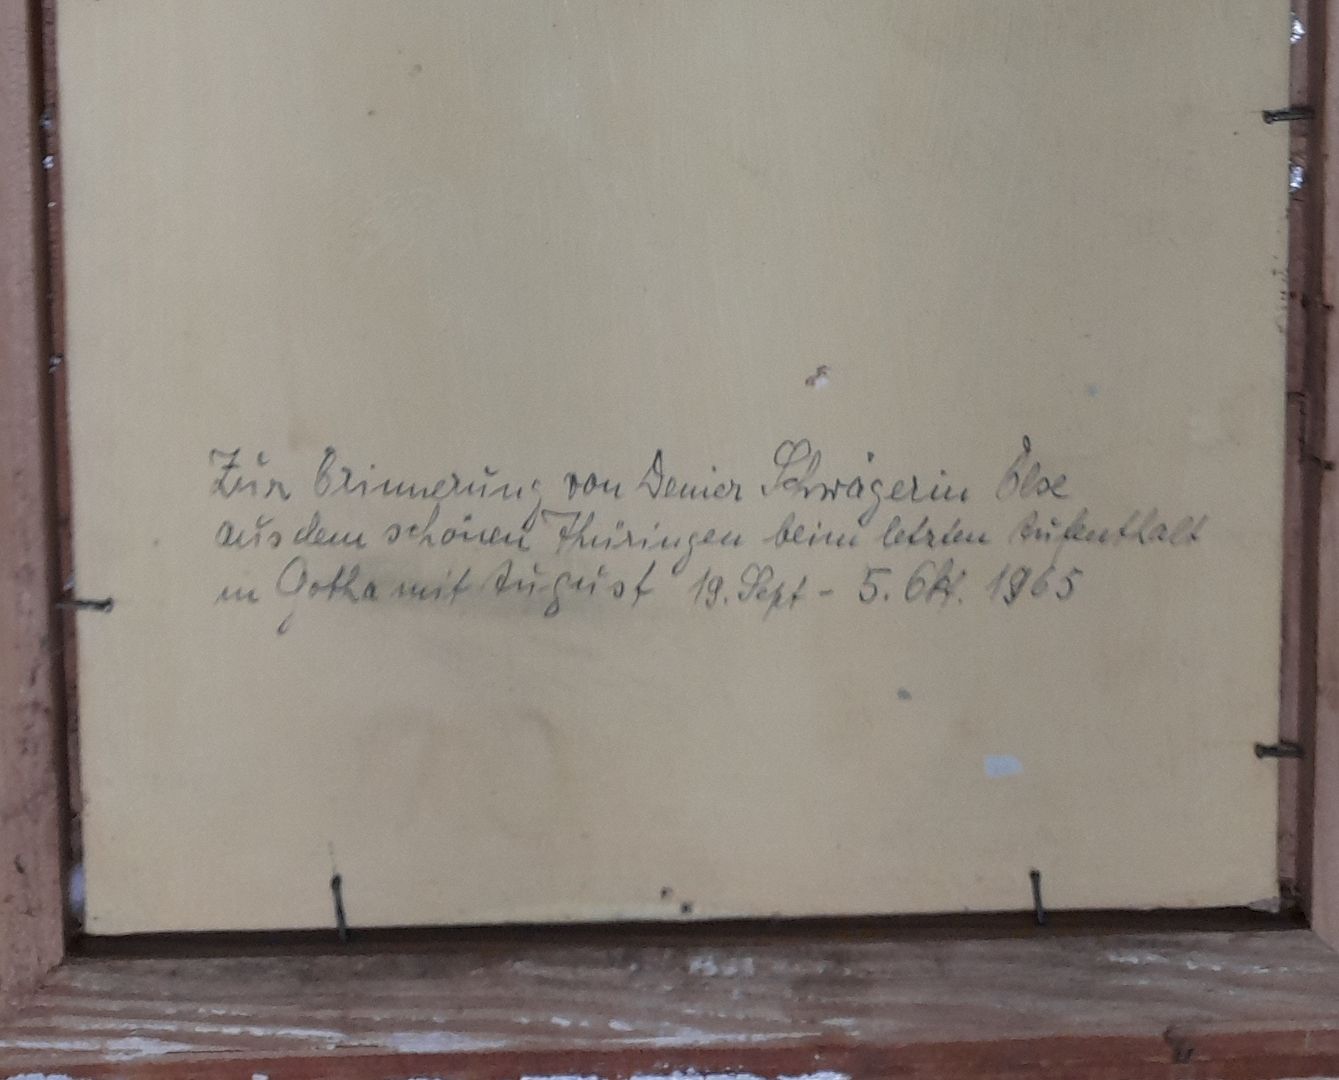 Zur Erinnerung von Deiner Schwägerin Else
aus dem schönen Thüringen beim letzten Aufenthalt
in Gotha mit August 19. Sept - 5. Okt. 1965